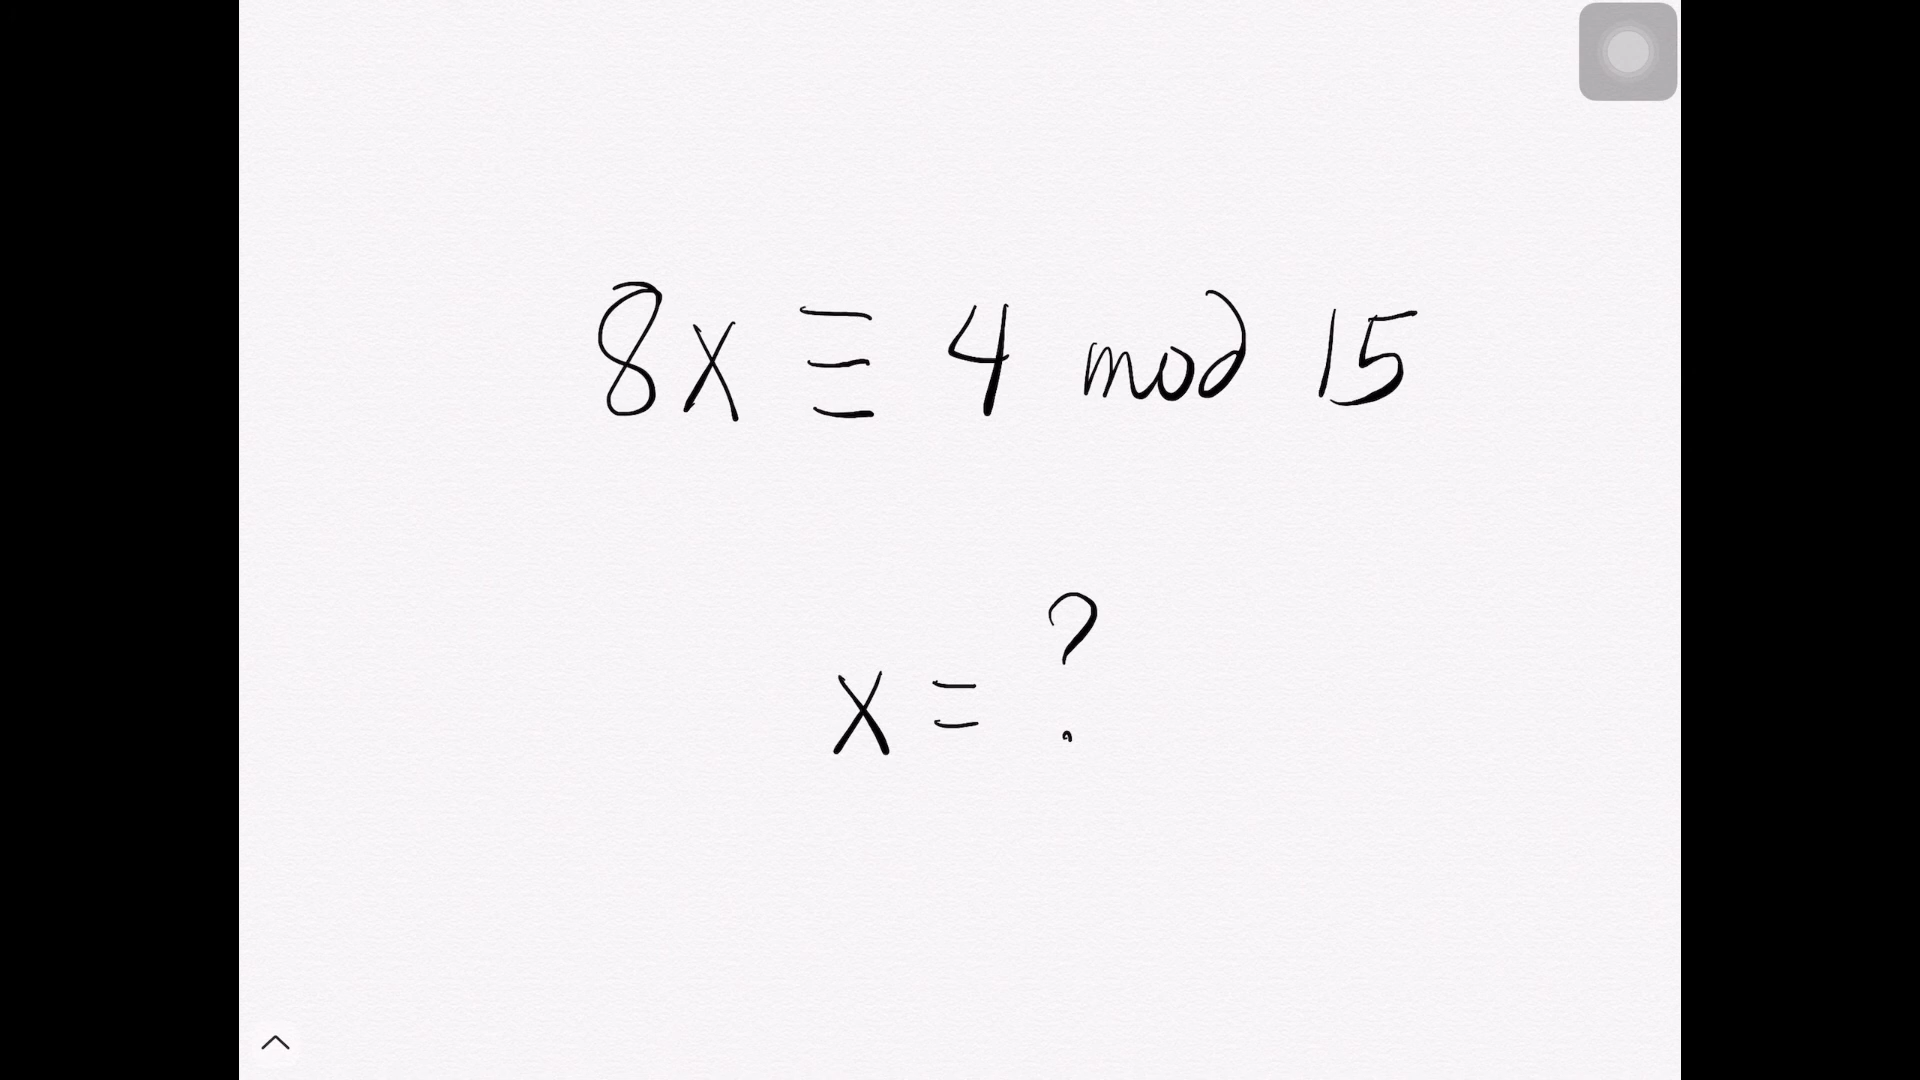 8x ≡ 4 mod 15
x = ?